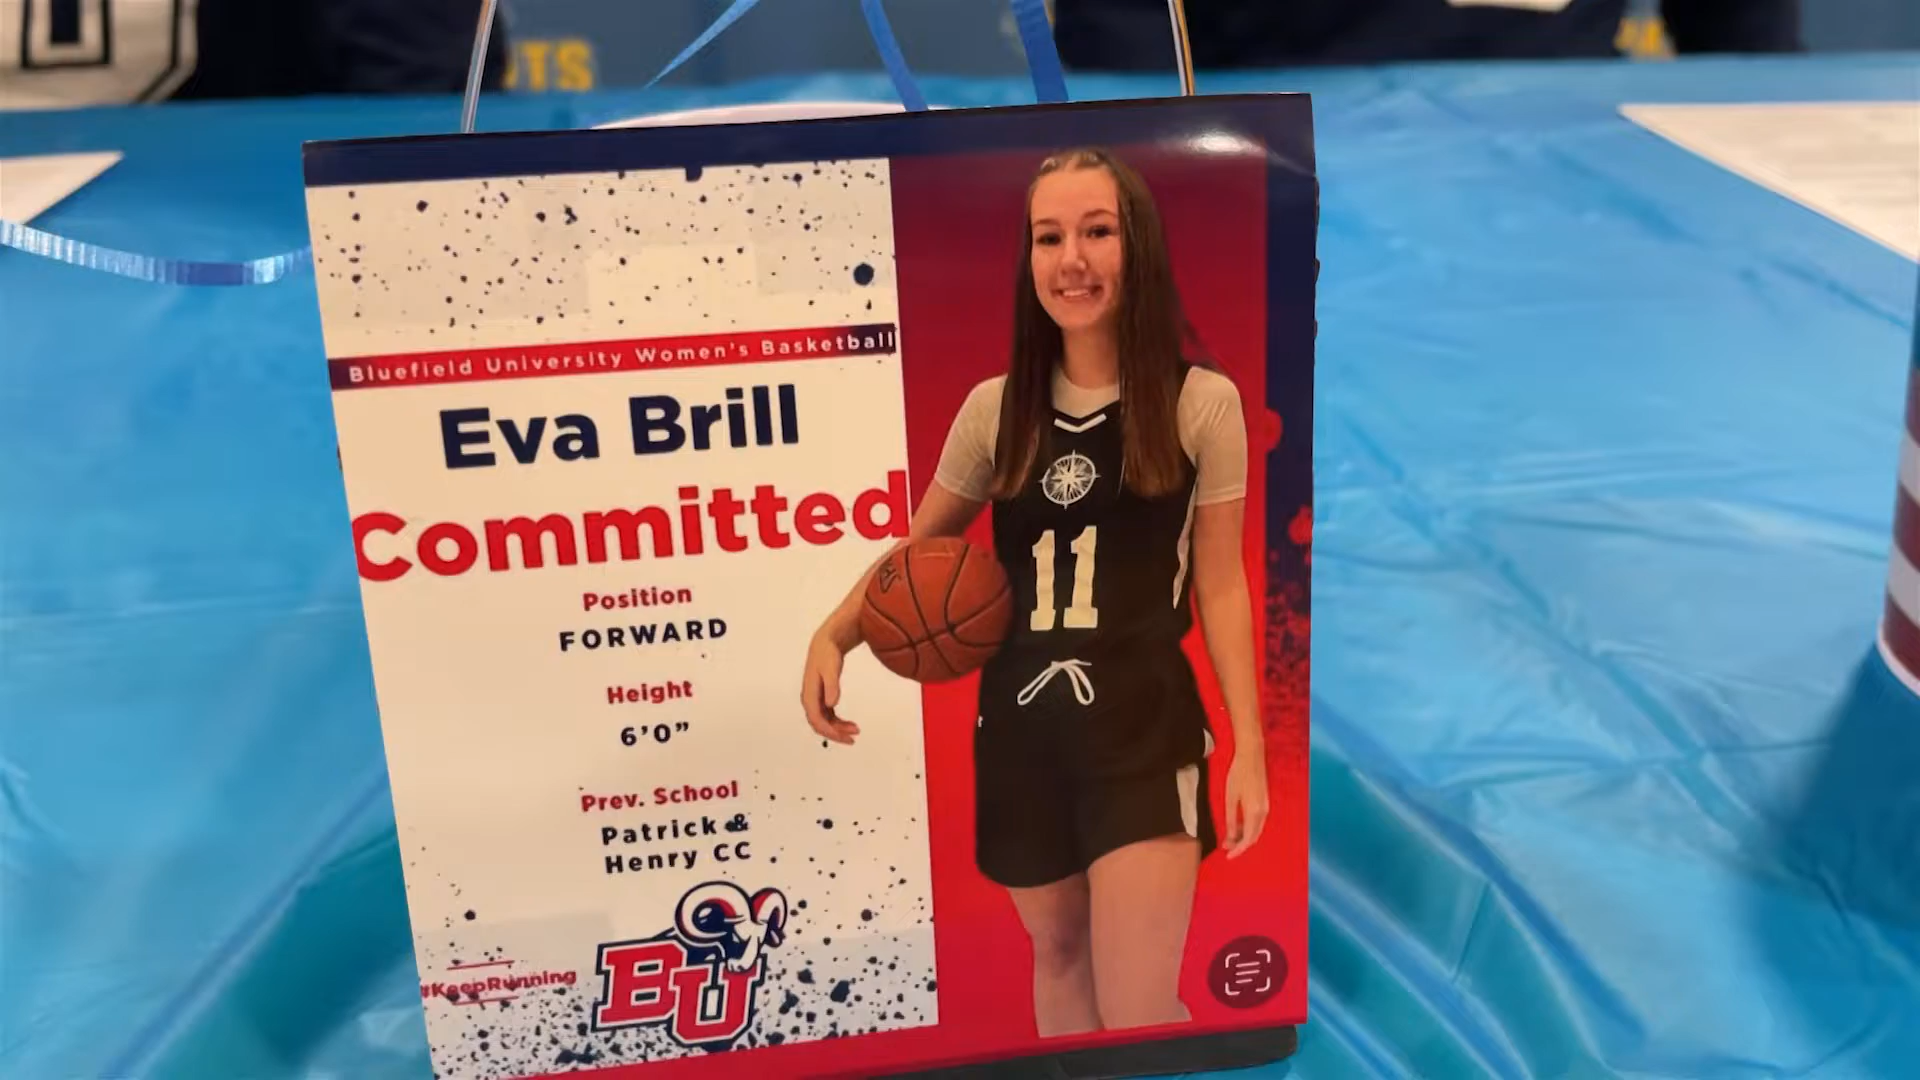 UTS
Bluefield University Women's Basketball
Eva Brill
Committed
Position
FORWARD
Height
6'0"
Prev. School
Patrick &
Henry CC
#KeepRunning
BU
11